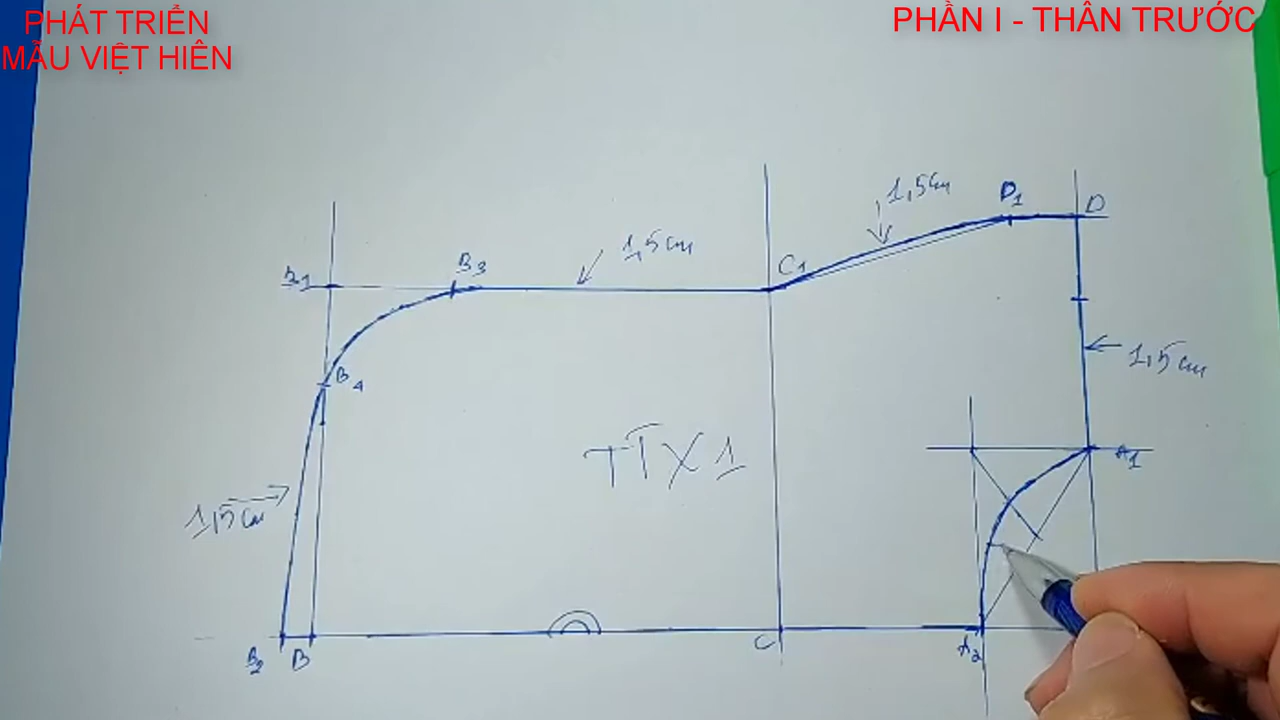 PHÁT TRIỂN
MẪU VIỆT HIÊN
PHẦN I - THÂN TRƯỚC
1,5cm
D1
D
1,5cm
B1
B3
C1
B4
1,5cm
TTX1
A1
1,5cm
B2
B
C
A2